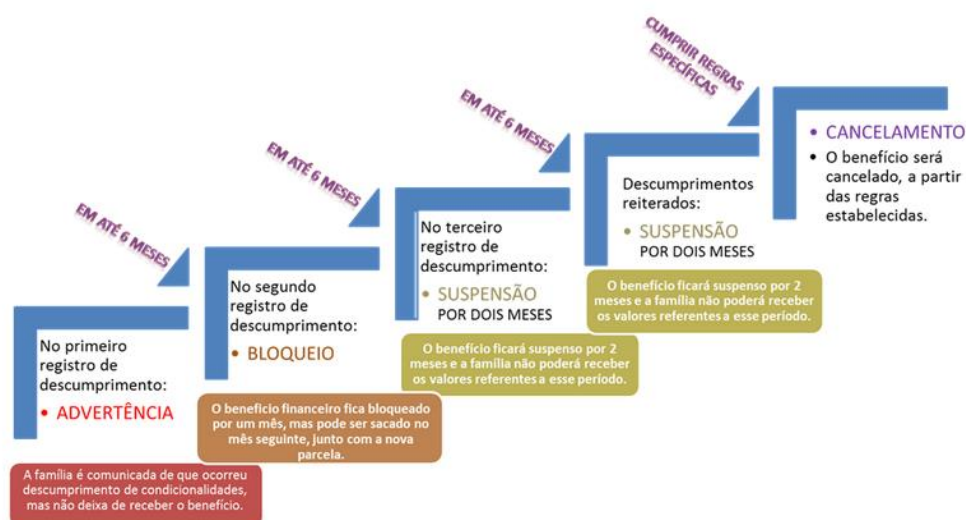 EM ATÉ 6 MESES
EM ATÉ 6 MESES
EM ATÉ 6 MESES
CUMPRIR REGRAS
ESPECÍFICAS
No primeiro
registro de
descumprimento:
• ADVERTÊNCIA
A família é comunicada de que ocorreu
descumprimento de condicionalidades,
mas não deixa de receber o benefício.
No segundo
registro de
descumprimento:
• BLOQUEIO
O beneficio financeiro fica bloqueado
por um mês, mas pode ser sacado no
mês seguinte, junto com a nova
parcela.
No terceiro
registro de
descumprimento:
• SUSPENSÃO
POR DOIS MESES
O benefício ficará suspenso por 2
meses e a família não poderá receber
os valores referentes a esse período.
Descumprimentos
reiterados:
• SUSPENSÃO
POR DOIS MESES
O benefício ficará suspenso por 2
meses e a família não poderá receber
os valores referentes a esse período.
• CANCELAMENTO
• O benefício será
cancelado, a partir
das regras
estabelecidas.